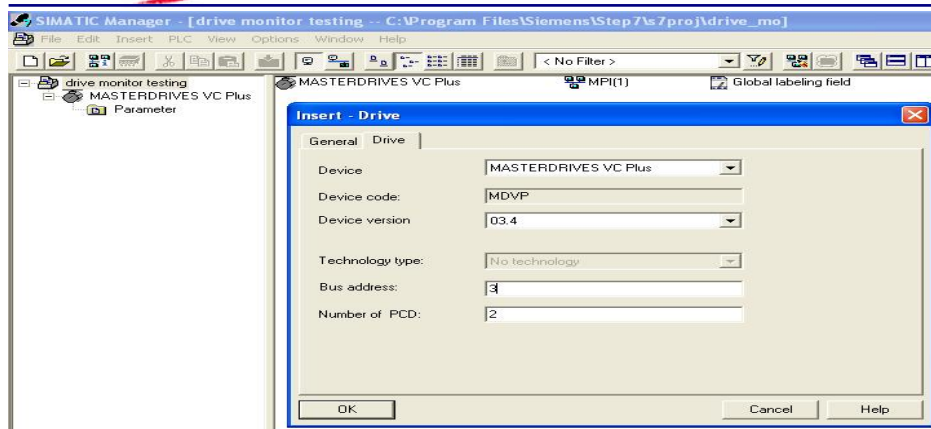 SIMATIC Manager - [drive monitor testing -- C:\Program Files\Siemens\Step7\s7proj\drive_mo]
File Edit Insert PLC View Options Window Help
< No Filter >
drive monitor testing
MASTERDRIVES VC Plus
Parameter
MASTERDRIVES VC Plus
MPI(1)
Global labeling field
Insert - Drive
General
Drive
Device
MASTERDRIVES VC Plus
Device code:
MDVP
Device version
03.4
Technology type:
No technology
Bus address:
3
Number of PCD:
2
OK
Cancel
Help